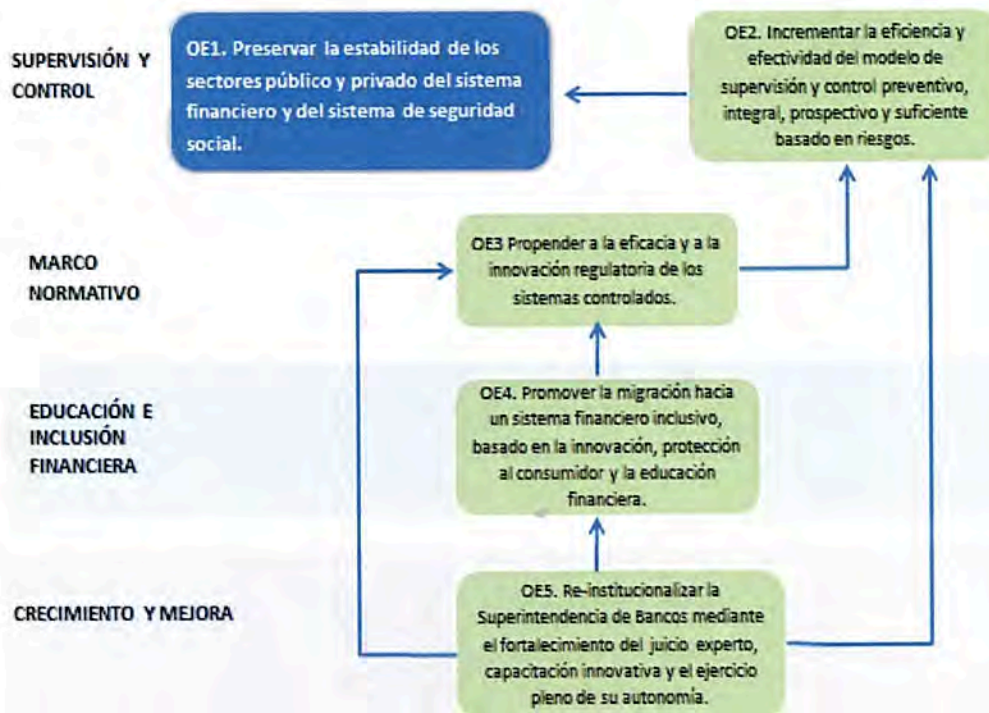 SUPERVISIÓN Y
CONTROL
OE1. Preservar la estabilidad de los
sectores público y privado del sistema
financiero y del sistema de seguridad
social.
OE2. Incrementar la eficiencia y
efectividad del modelo de
supervisión y control preventivo,
integral, prospectivo y suficiente
basado en riesgos.
MARCO
NORMATIVO
OE3 Propender a la eficacia y a la
innovación regulatoria de los
sistemas controlados.
EDUCACIÓN E
INCLUSIÓN
FINANCIERA
OE4. Promover la migración hacia
un sistema financiero inclusivo,
basado en la innovación, protección
al consumidor y la educación
financiera.
CRECIMIENTO Y MEJORA
OE5. Re-institucionalizar la
Superintendencia de Bancos mediante
el fortalecimiento del juicio experto,
capacitación innovativa y el ejercicio
pleno de su autonomía.